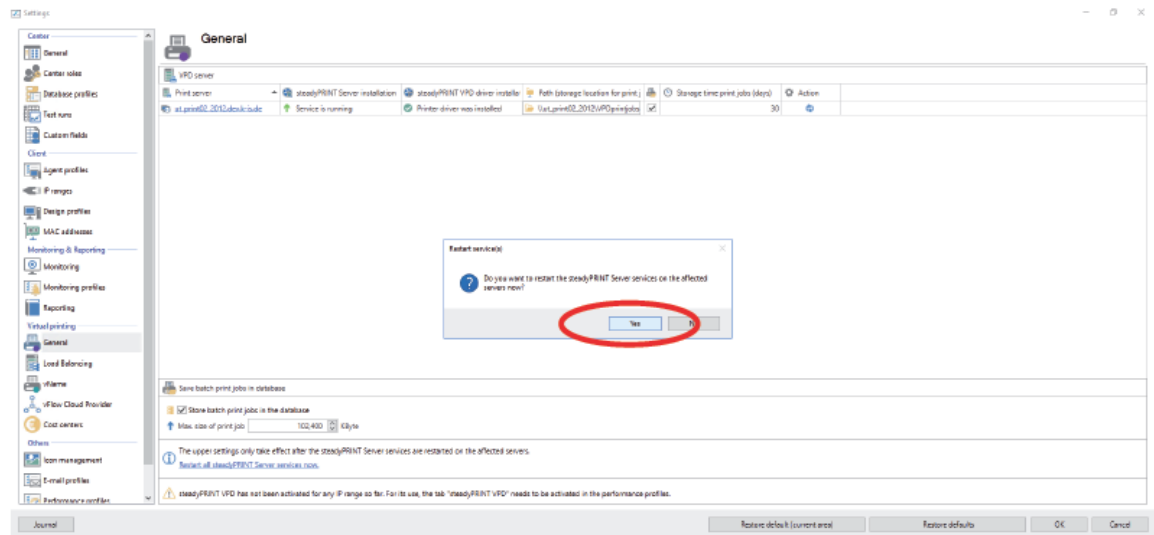 Settings
Center
General
Center roles
Database profiles
Test runs
Custom fields
Client
Agent profiles
IP ranges
Design profiles
MAC addresses
Monitoring & Reporting
Monitoring
Monitoring profiles
Reporting
Virtual printing
General
Load Balancing
vName
vFlow Cloud Provider
Cost centers
Others
Icon management
E-mail profiles
Performance profiles
General
VPD server
Print server steadyPRINT Server installation steadyPRINT VPD driver installa Path (storage location for print j Storage time print jobs (days) Action
Service is running Printer driver was installed 30
Restart service(s)
Do you want to restart the steadyPRINT Server services on the affected
servers now?
Yes
Save batch print jobs in database
Store batch print jobs in the database
Max. size of print job 102,400 KByte
The upper settings only take effect after the steadyPRINT Server services are restarted on the affected servers.
Restart all steadyPRINT Server services now.
steadyPRINT VPD has not been activated for any IP range so far. For its use, the tab "steadyPRINT VPD" needs to be activated in the performance profiles.
Journal Restore default (current area) Restore defaults OK Cancel